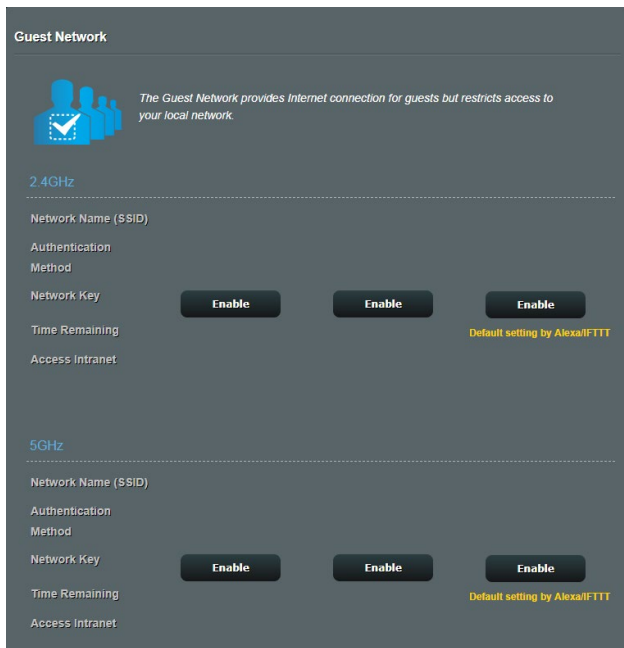 Guest Network
The Guest Network provides Internet connection for guests but restricts access to
your local network.
2.4GHz
Network Name (SSID)
Authentication
Method
Network Key
Enable
Enable
Enable
Time Remaining
Default setting by Alexa/IFTTT
Access Intranet
5GHz
Network Name (SSID)
Authentication
Method
Network Key
Enable
Enable
Enable
Time Remaining
Default setting by Alexa/IFTTT
Access Intranet